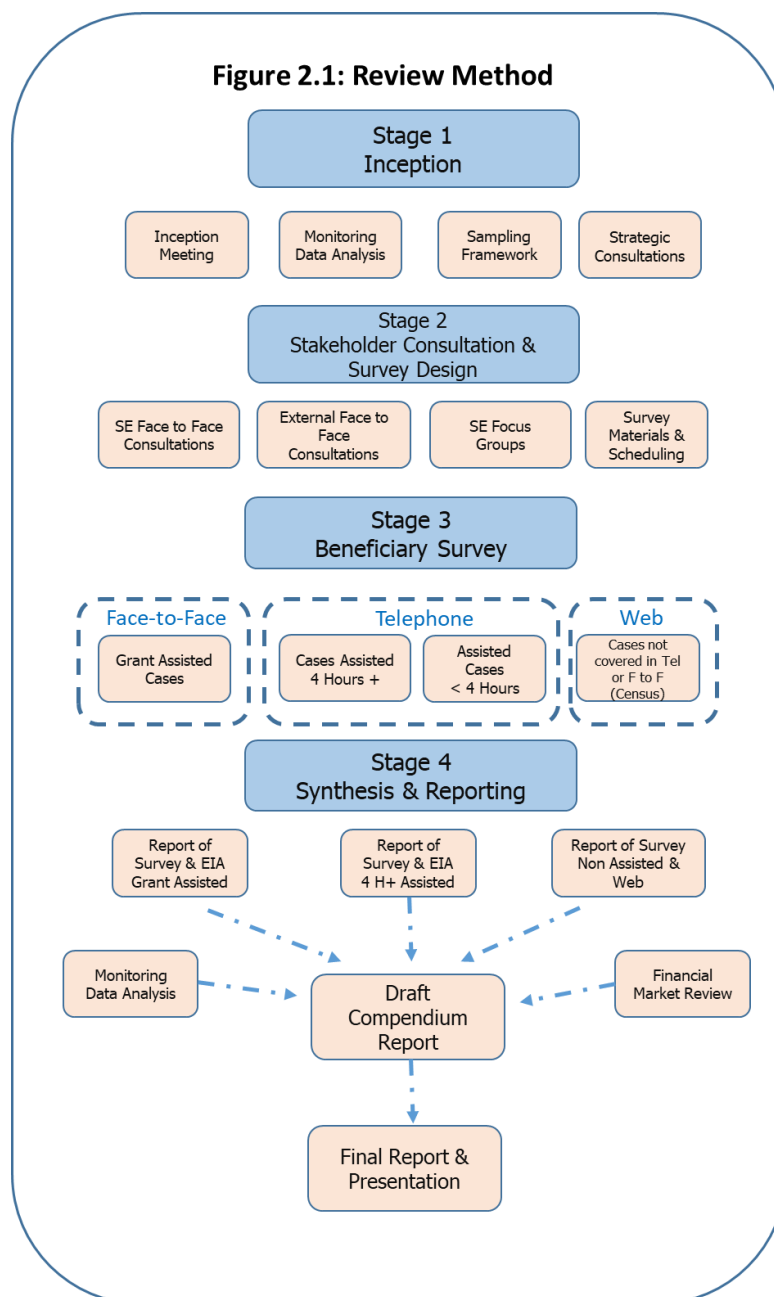 Figure 2.1: Review Method
Stage 1
Inception
Inception
Meeting
Monitoring
Data Analysis
Sampling
Framework
Strategic
Consultations
Stage 2
Stakeholder Consultation &
Survey Design
SE Face to Face
Consultations
External Face to
Face
Consultations
SE Focus
Groups
Survey
Materials &
Scheduling
Stage 3
Beneficiary Survey
Face-to-Face
Grant Assisted
Cases
Telephone
Cases Assisted
4 Hours +
Assisted
Cases
< 4 Hours
Web
Cases not
covered in Tel
or F to F
(Census)
Stage 4
Synthesis & Reporting
Report of
Survey & EIA
Grant Assisted
Report of
Survey & EIA
4 H+ Assisted
Report of Survey
Non Assisted &
Web
Monitoring
Data Analysis
Draft
Compendium
Report
Financial
Market Review
Final Report &
Presentation